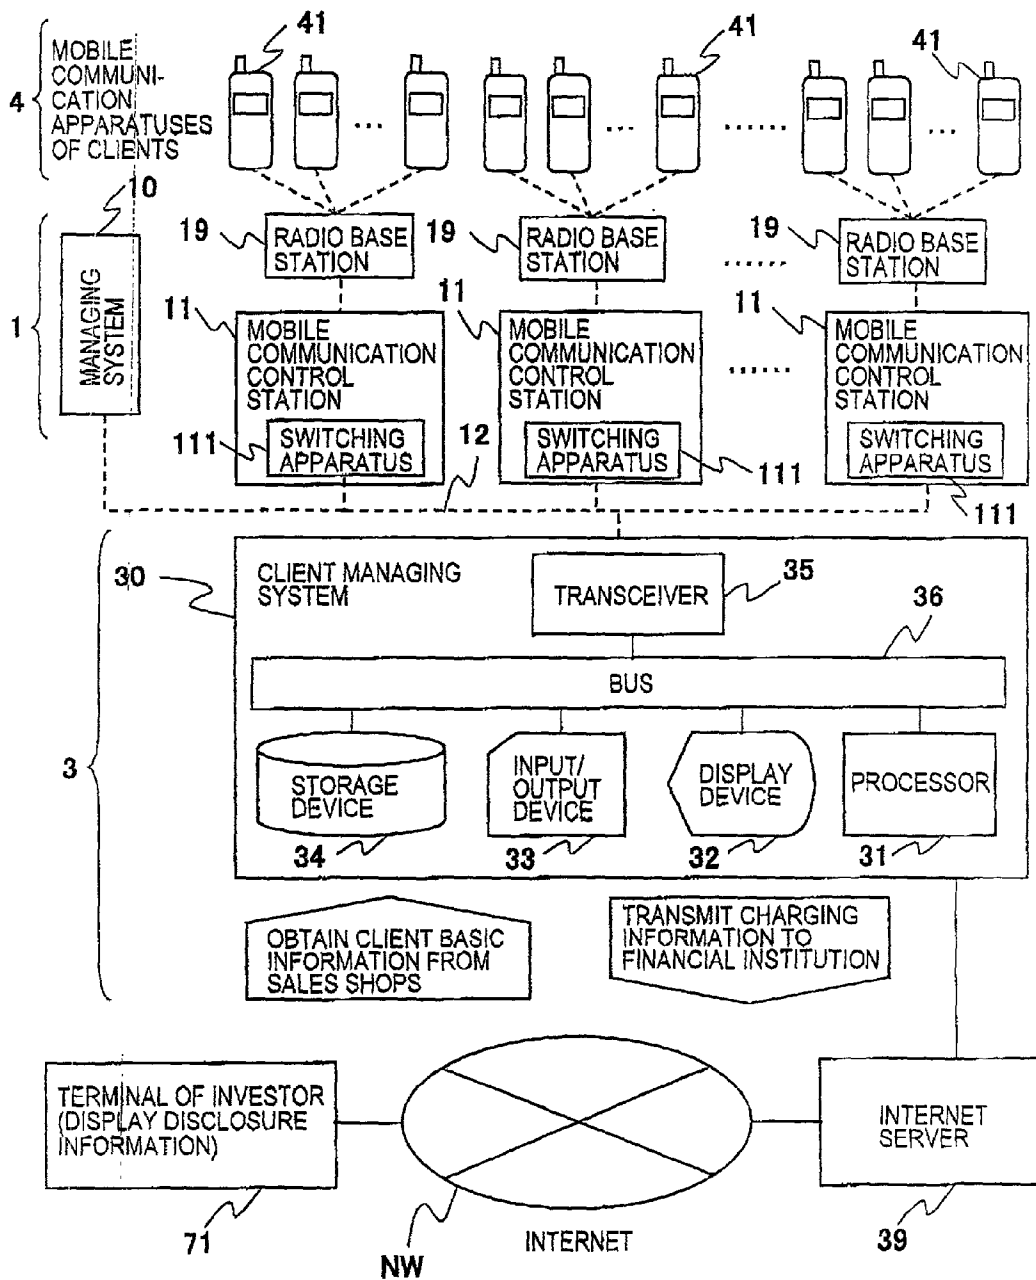 41
41
41
4
MOBILE
COMMUNI-
CATION
APPARATUSES
OF CLIENTS
...
...
......
...
10
1
MANAGING
SYSTEM
19
RADIO BASE
STATION
19
RADIO BASE
STATION
......
19
RADIO BASE
STATION
11
MOBILE
COMMUNICATION
CONTROL
STATION
111
SWITCHING
APPARATUS
11
MOBILE
COMMUNICATION
CONTROL
STATION
SWITCHING
APPARATUS
111
......
11
MOBILE
COMMUNICATION
CONTROL
STATION
SWITCHING
APPARATUS
111
12
3
30
CLIENT MANAGING
SYSTEM
TRANSCEIVER
35
36
BUS
STORAGE
DEVICE
34
INPUT/
OUTPUT
DEVICE
33
DISPLAY
DEVICE
32
PROCESSOR
31
OBTAIN CLIENT BASIC
INFORMATION FROM
SALES SHOPS
TRANSMIT CHARGING
INFORMATION TO
FINANCIAL INSTITUTION
TERMINAL OF INVESTOR
(DISPLAY DISCLOSURE
INFORMATION)
71
NW
INTERNET
INTERNET
SERVER
39